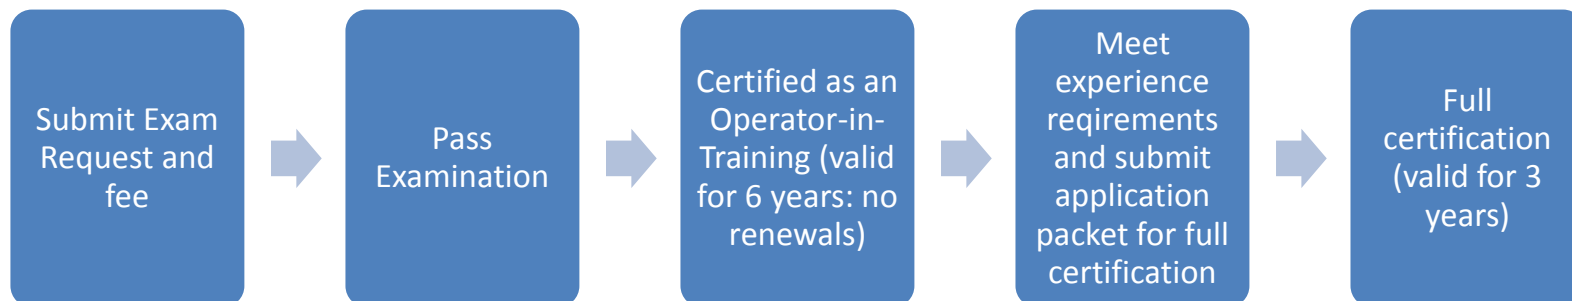 Submit Exam
Request and
fee
Pass
Examination
Certified as an
Operator-in-
Training (valid
for 6 years: no
renewals)
Meet
experience
reqirements
and submit
application
packet for full
certification
Full
certification
(valid for 3
years)